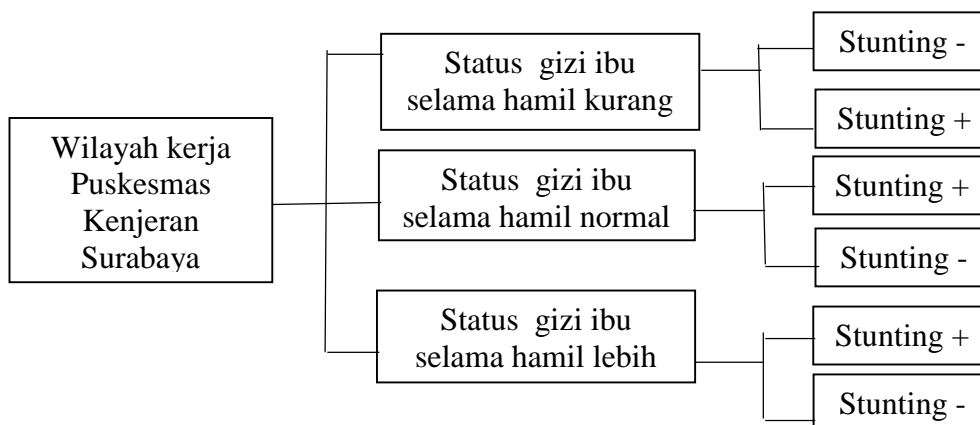 Wilayah kerja
Puskesmas
Kenjeran
Surabaya
Status gizi ibu
selama hamil kurang
Stunting -
Stunting +
Status gizi ibu
selama hamil normal
Stunting +
Stunting -
Status gizi ibu
selama hamil lebih
Stunting +
Stunting -